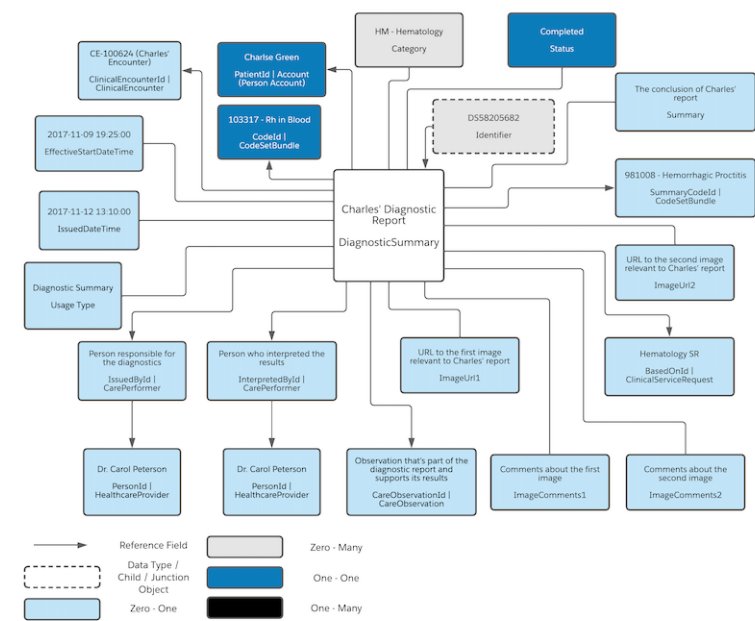 CE-100624 (Charles'
Encounter)
ClinicalEncounterId |
ClinicalEncounter
Charlse Green
PatientId | Account
(Person Account)
HM - Hematology
Category
Completed
Status
The conclusion of Charles'
report
Summary
2017-11-09 19:25:00
EffectiveStartDateTime
103317 - Rh in Blood
CodeId |
CodeSetBundle
DS58205682
Identifier
981008 - Hemorrhagic Proctitis
SummaryCodeId |
CodeSetBundle
2017-11-12 13:10:00
IssuedDateTime
Charles' Diagnostic
Report
DiagnosticSummary
URL to the second image
relevant to Charles' report
ImageUrl2
Diagnostic Summary
Usage Type
Person responsible for
the diagnostics
IssuedById |
CarePerformer
Person who interpreted the
results
InterpretedById |
CarePerformer
URL to the first image
relevant to Charles' report
ImageUrl1
Hematology SR
BasedOnId |
ClinicalServiceRequest
Dr. Carol Peterson
PersonId |
HealthcareProvider
Dr. Carol Peterson
PersonId |
HealthcareProvider
Observation that's part of the
diagnostic report and
supports its results
CareObservationId |
CareObservation
Comments about the first
image
ImageComments1
Comments about the
second image
ImageComments2
Reference Field
Zero - Many
Data Type /
Child / Junction
Object
One - One
Zero - One
One - Many